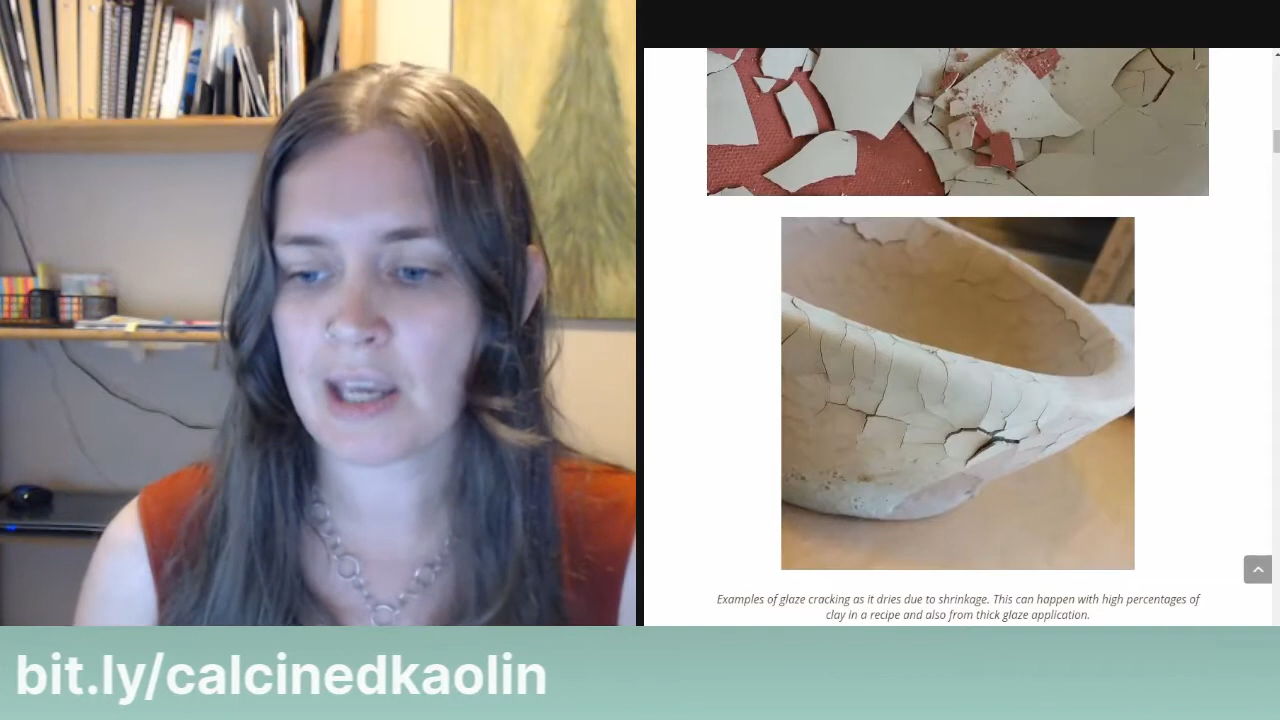 Examples of glaze cracking as it dries due to shrinkage. This can happen with high percentages of
clay in a recipe and also from thick glaze application.
bit.ly/calcinedkaolin